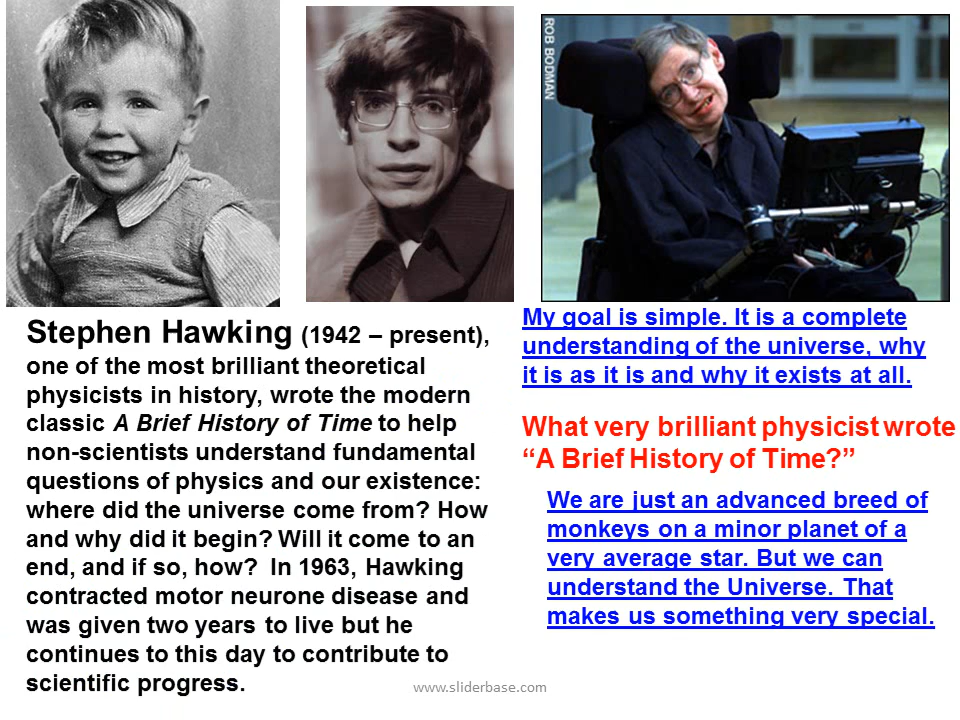 ROB BODMAN
Stephen Hawking (1942 – present),
one of the most brilliant theoretical
physicists in history, wrote the modern
classic A Brief History of Time to help
non-scientists understand fundamental
questions of physics and our existence:
where did the universe come from? How
and why did it begin? Will it come to an
end, and if so, how?  In 1963, Hawking
contracted motor neurone disease and
was given two years to live but he
continues to this day to contribute to
scientific progress.
My goal is simple. It is a complete
understanding of the universe, why
it is as it is and why it exists at all.
What very brilliant physicist wrote
“A Brief History of Time?”
We are just an advanced breed of
monkeys on a minor planet of a
very average star. But we can
understand the Universe. That
makes us something very special.
www.sliderbase.com